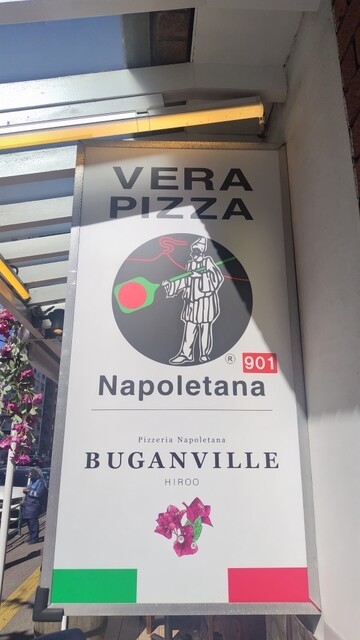 VERA
PIZZA
® 901
Napoletana
Pizzeria Napoletana
BUGANVILLE
HIROO